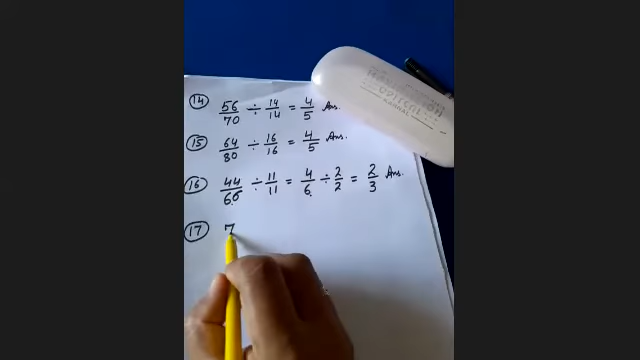 (14) 56/70 ÷ 14/14 = 4/5 Ans.
(15) 64/80 ÷ 16/16 = 4/5 Ans.
(16) 44/66 ÷ 11/11 = 4/6 ÷ 2/2 = 2/3 Ans.
(17) 7